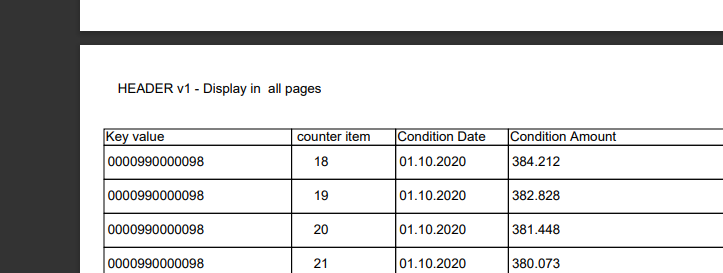 HEADER v1 - Display in  all pages
Key value counter item Condition Date Condition Amount
0000990000098 18 01.10.2020 384.212
0000990000098 19 01.10.2020 382.828
0000990000098 20 01.10.2020 381.448
0000990000098 21 01.10.2020 380.073